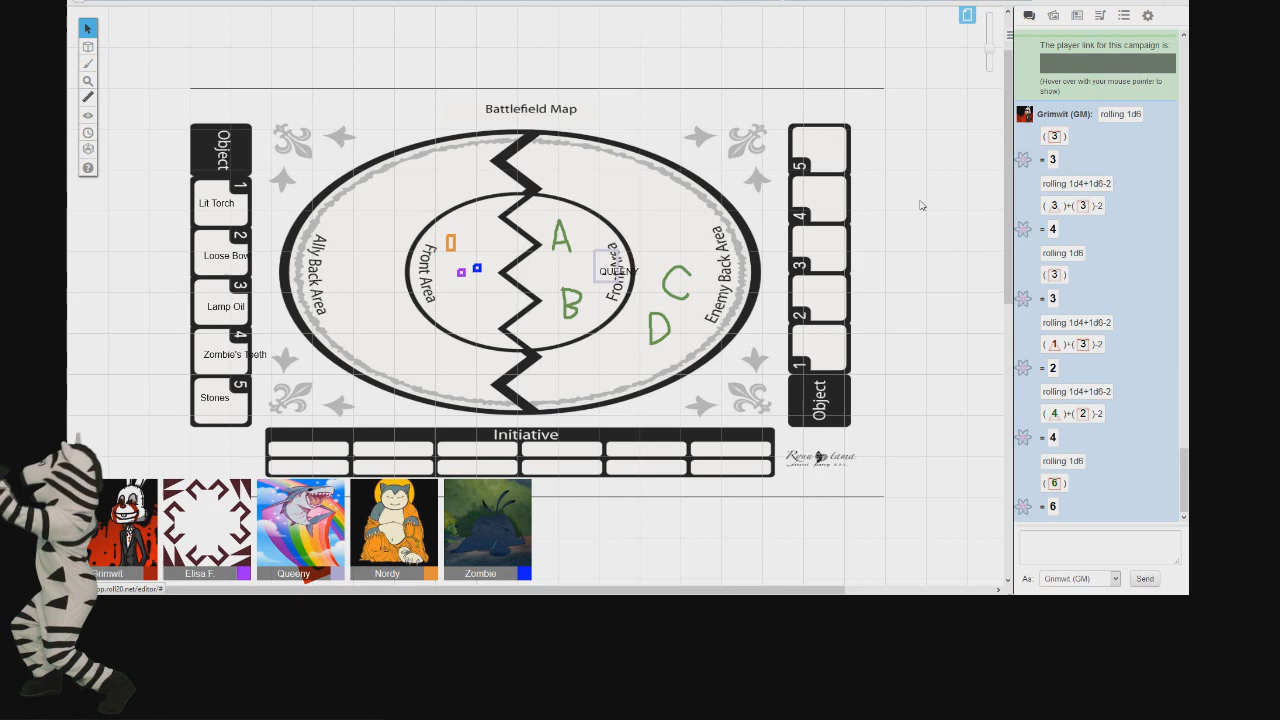 Battlefield Map
Object
1
Lit Torch
2
Loose Bow
3
Lamp Oil
4
Zombie's Teeth
5
Stones
Ally Back Area
Front Area
A
B
C
D
QUEENY
Enemy Back Area
5
4
3
2
1
Object
Initiative
Grimwit
Elisa F.
Queeny
Nordy
Zombie
pp.roll20.net/editor/#
The player link for this campaign is:
(Hover over with your mouse pointer to
show)
Grimwit (GM): rolling 1d6
( 3 )
= 3
rolling 1d4+1d6-2
( 3 )+( 3 )-2
= 4
rolling 1d6
( 3 )
= 3
rolling 1d4+1d6-2
( 1 )+( 3 )-2
= 2
rolling 1d4+1d6-2
( 4 )+( 2 )-2
= 4
rolling 1d6
( 6 )
= 6
As: Grimwit (GM) Send